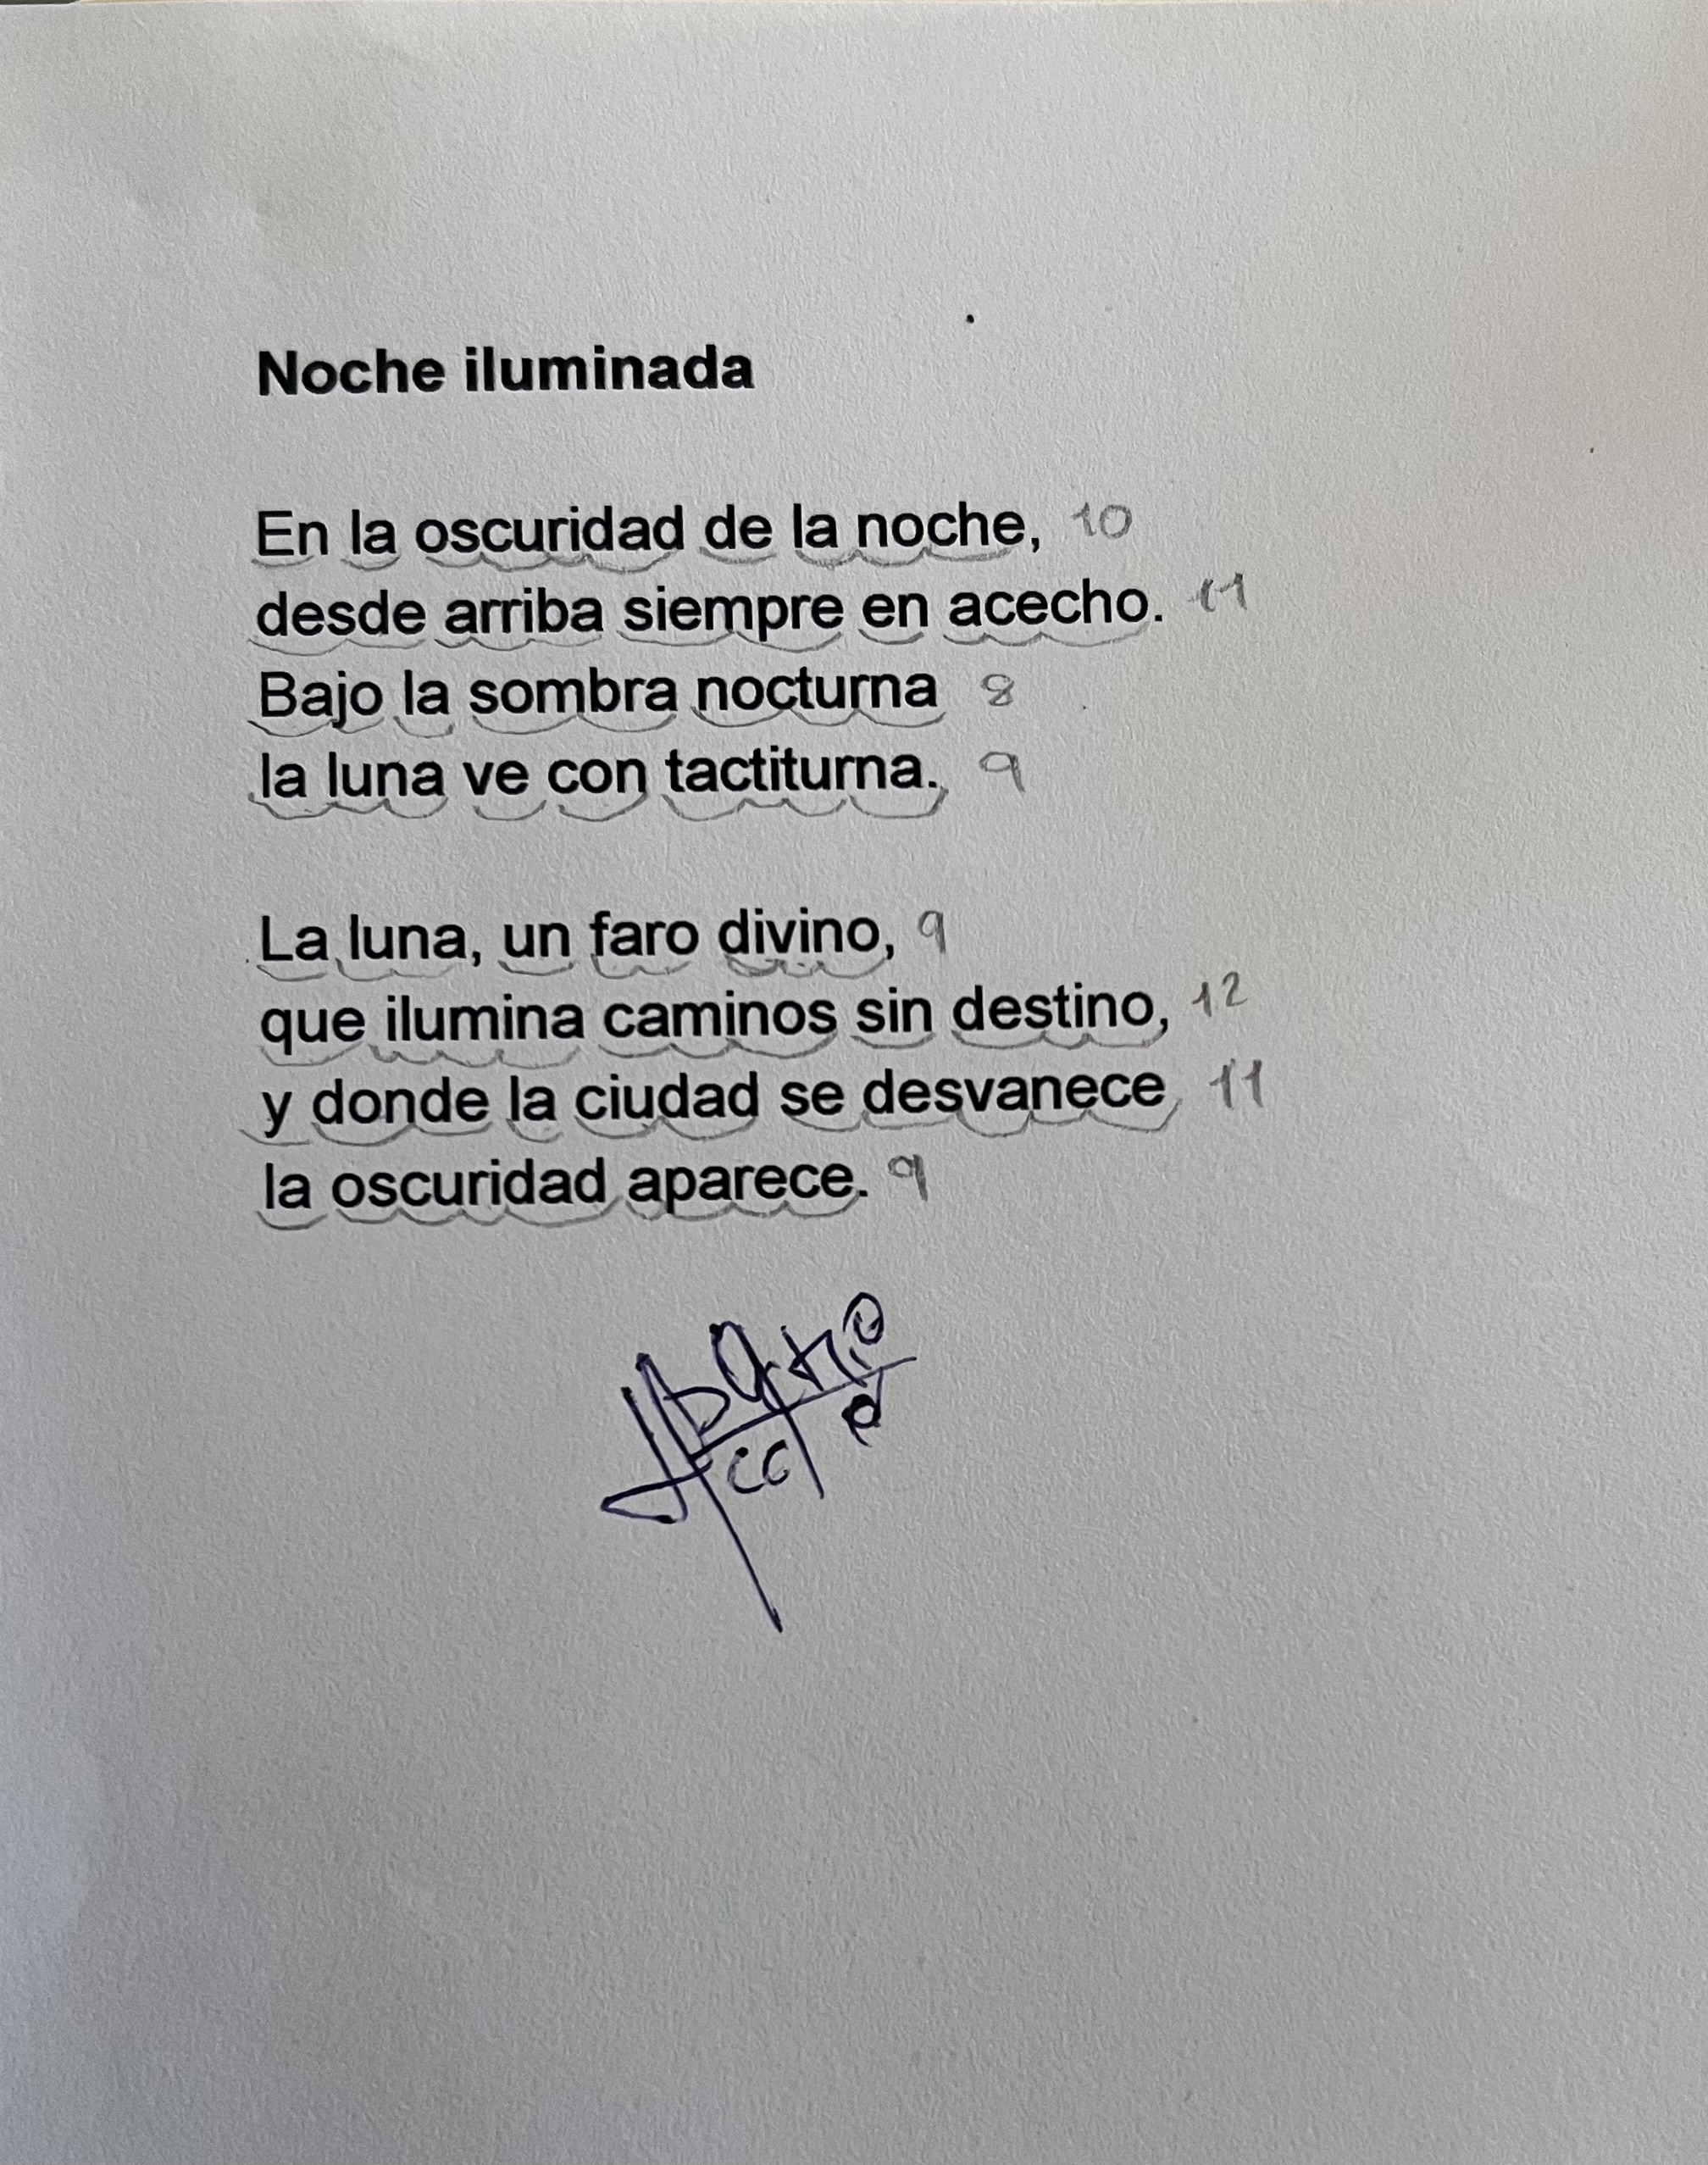 Noche iluminada
En la oscuridad de la noche, 10
desde arriba siempre en acecho. 11
Bajo la sombra nocturna 8
la luna ve con tactiturna. 9
La luna, un faro divino, 9
que ilumina caminos sin destino, 12
y donde la ciudad se desvanece 11
la oscuridad aparece. 9